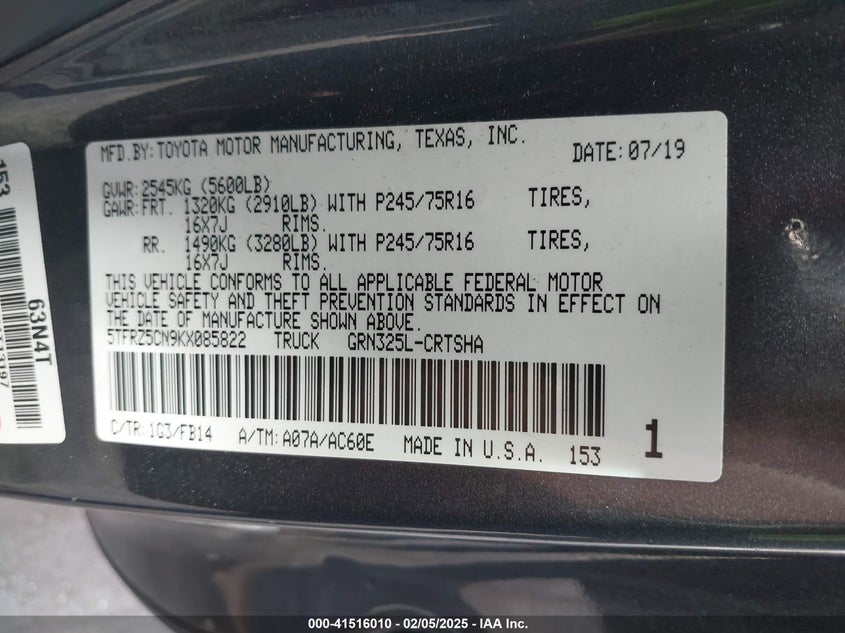 MFD.BY:TOYOTA MOTOR MANUFACTURING, TEXAS, INC. DATE:07/19
GVWR:2545KG (5600LB)
GAWR:FRT. 1320KG (2910LB) WITH P245/75R16 TIRES,
16X7J RIMS.
RR. 1490KG (3280LB) WITH P245/75R16 TIRES,
16X7J RIMS.
THIS VEHICLE CONFORMS TO ALL APPLICABLE FEDERAL MOTOR
VEHICLE SAFETY AND THEFT PREVENTION STANDARDS IN EFFECT ON
THE DATE OF MANUFACTURE SHOWN ABOVE.
5TFRZ5CN9KX085822 TRUCK GRN325L-CRTSHA
C/TR:1G3/FB14 A/TM:A07A/AC60E MADE IN U.S.A. 153 1
153
63N4T
000-41516010 - 02/05/2025 - IAA Inc.